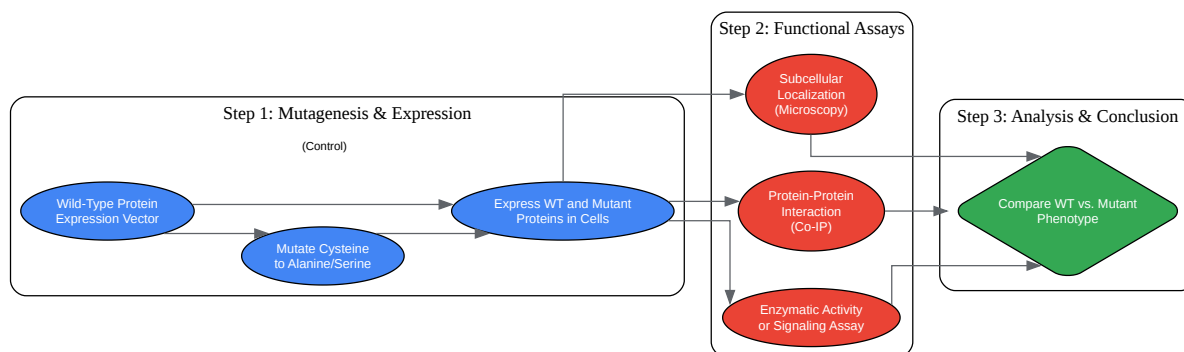 Step 1: Mutagenesis & Expression
(Control)
Wild-Type Protein
Expression Vector
Mutate Cysteine
to Alanine/Serine
Express WT and Mutant
Proteins in Cells
Step 2: Functional Assays
Subcellular
Localization
(Microscopy)
Protein-Protein
Interaction
(Co-IP)
Enzymatic Activity
or Signaling Assay
Step 3: Analysis & Conclusion
Compare WT vs. Mutant
Phenotype